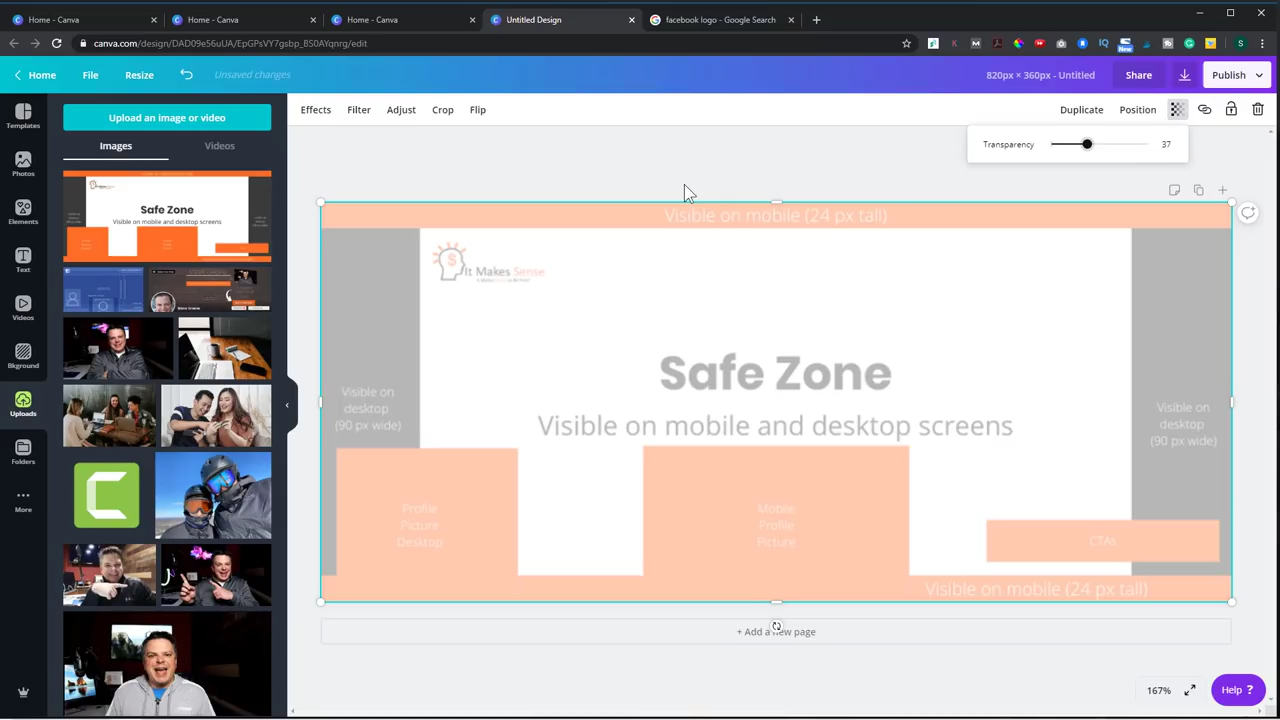 Home - Canva
Home - Canva
Home - Canva
Untitled Design
facebook logo - Google Search
canva.com/design/DAD09e56uUA/EpGPsVY7gsbp_BS0AYqnrg/edit
Home
File
Resize
Unsaved changes
820px × 360px - Untitled
Share
Publish
Templates
Photos
Elements
Text
Videos
Bkground
Uploads
Folders
More
Upload an image or video
Images
Videos
Safe Zone
Visible on mobile and desktop screens
Effects
Filter
Adjust
Crop
Flip
Duplicate
Position
Transparency
37
Visible on mobile (24 px tall)
It Makes Sense
Safe Zone
Visible on mobile and desktop screens
Visible on
desktop
(90 px wide)
Visible on
desktop
(90 px wide)
Profile
Picture
Desktop
Mobile
Profile
Picture
CTAs
Visible on mobile (24 px tall)
+ Add a new page
167%
Help ?